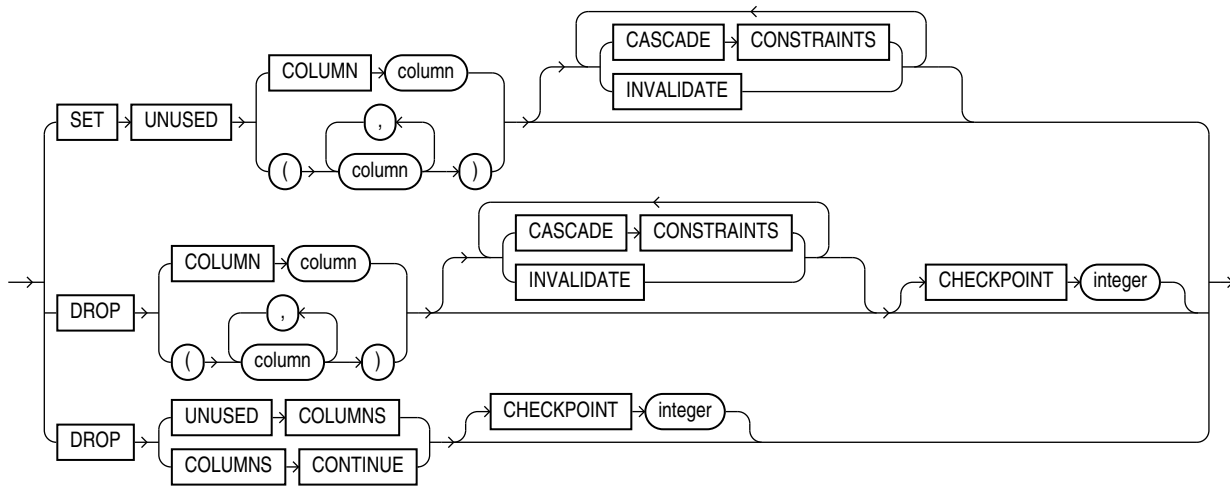 CASCADE CONSTRAINTS
COLUMN column
INVALIDATE
SET UNUSED
,
( column )
CASCADE CONSTRAINTS
COLUMN column
INVALIDATE
CHECKPOINT integer
DROP
,
( column )
UNUSED COLUMNS
CHECKPOINT integer
DROP
COLUMNS CONTINUE